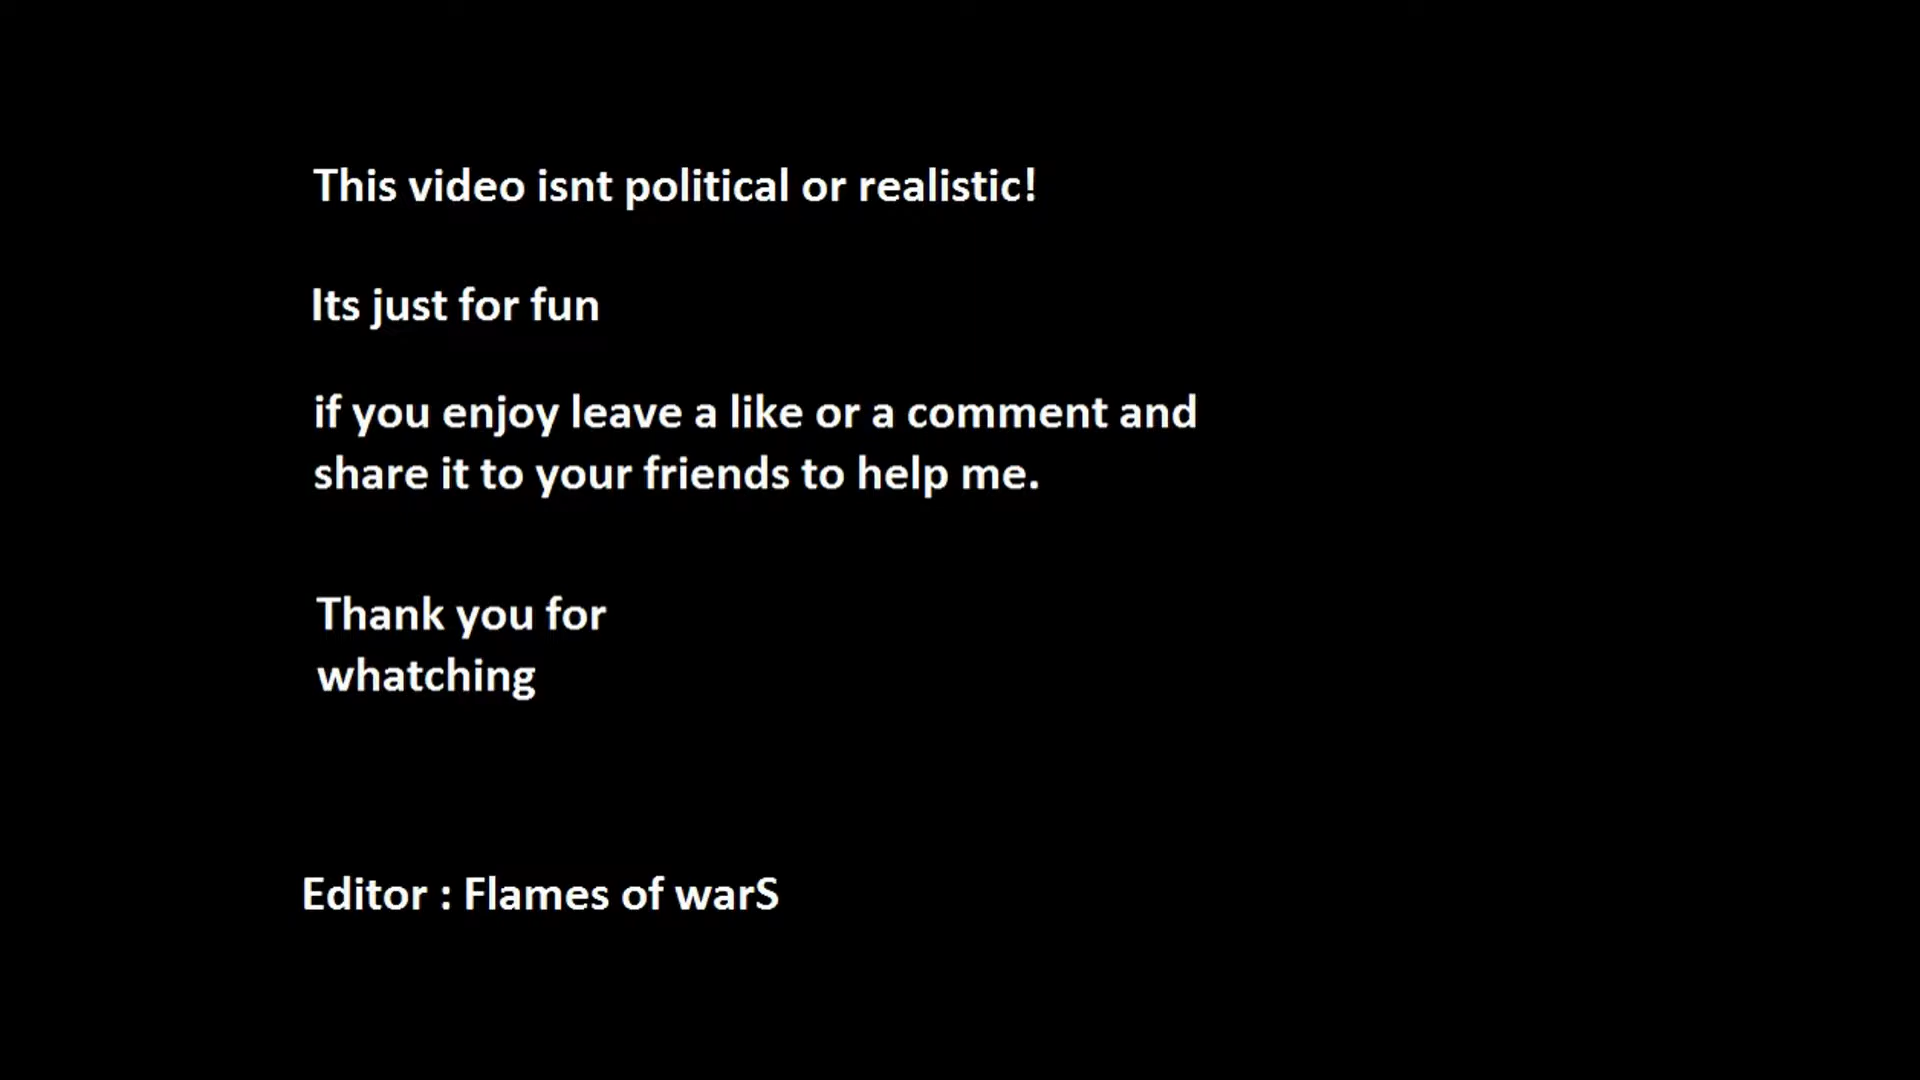 This video isnt political or realistic!
Its just for fun
if you enjoy leave a like or a comment and
share it to your friends to help me.
Thank you for
whatching
Editor : Flames of warS